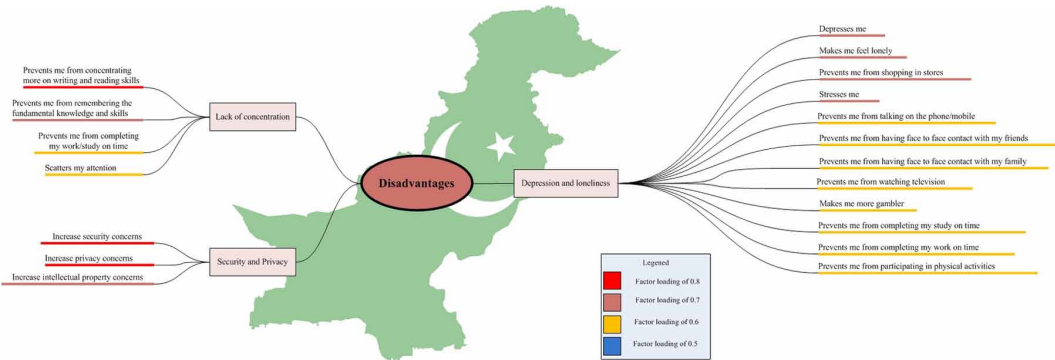 Prevents me from concentrating
more on writing and reading skills
Prevents me from remembering the
fundamental knowledge and skills
Prevents me from completing
my work/study on time
Scatters my attention
Lack of concentration
Increase security concerns
Increase privacy concerns
Increase intellectual property concerns
Security and Privacy
Disadvantages
Depression and loneliness
Depresses me
Makes me feel lonely
Prevents me from shopping in stores
Stresses me
Prevents me from talking on the phone/mobile
Prevents me from having face to face contact with my friends
Prevents me from having face to face contact with my family
Prevents me from watching television
Makes me more gambler
Prevents me from completing my study on time
Prevents me from completing my work on time
Prevents me from participating in physical activities
Legened
Factor loading of 0.8
Factor loading of 0.7
Factor loading of 0.6
Factor loading of 0.5